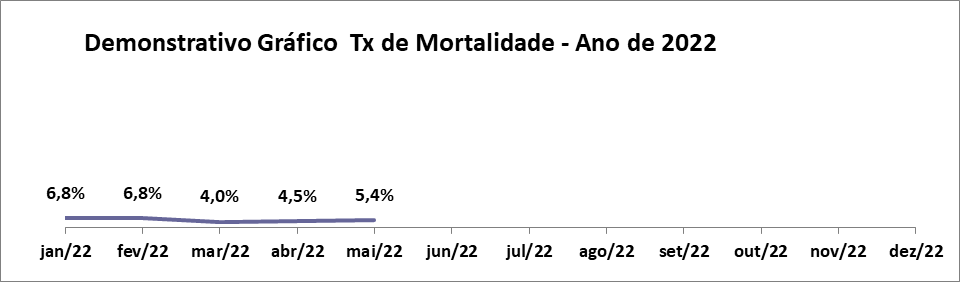 Demonstrativo Gráfico  Tx de Mortalidade - Ano de 2022
6,8% 6,8% 4,0% 4,5% 5,4%
jan/22 fev/22 mar/22 abr/22 mai/22 jun/22 jul/22 ago/22 set/22 out/22 nov/22 dez/22